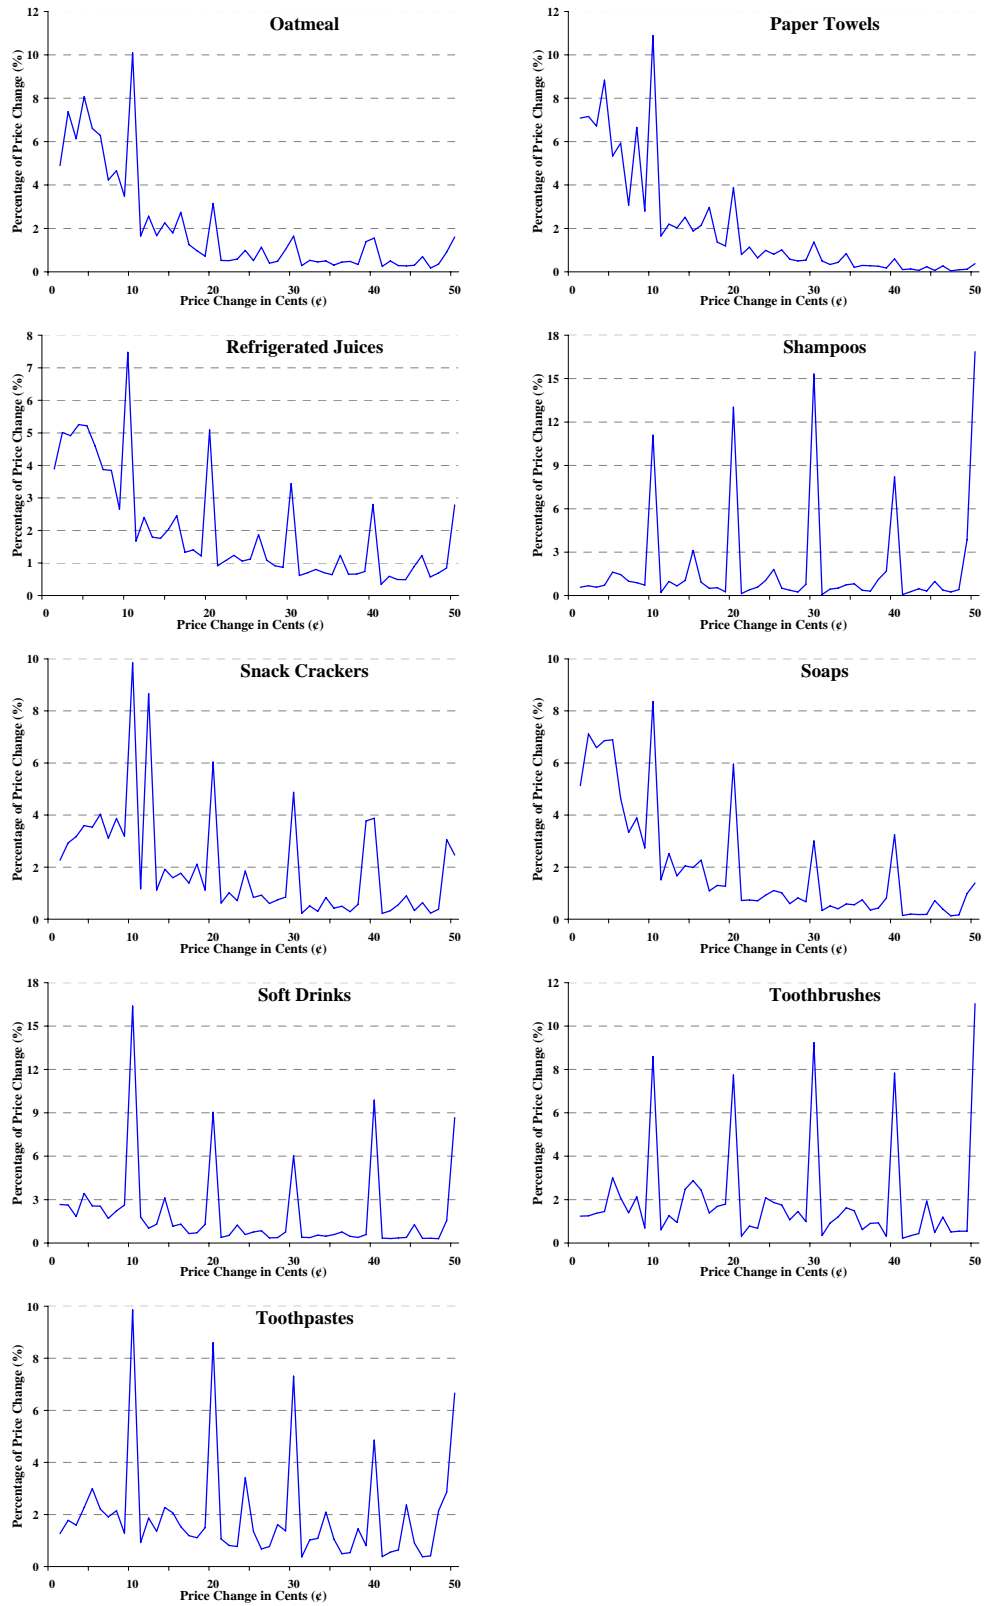 Oatmeal
Percentage of Price Change (%)
12
10
8
6
4
2
0
0 10 20 30 40 50
Price Change in Cents (¢)
Paper Towels
Percentage of Price Change (%)
12
10
8
6
4
2
0
0 10 20 30 40 50
Price Change in Cents (¢)
Refrigerated Juices
Percentage of Price Change (%)
8
7
6
5
4
3
2
1
0
0 10 20 30 40 50
Price Change in Cents (¢)
Shampoos
Percentage of Price Change (%)
18
15
12
9
6
3
0
0 10 20 30 40 50
Price Change in Cents (¢)
Snack Crackers
Percentage of Price Change (%)
10
8
6
4
2
0
0 10 20 30 40 50
Price Change in Cents (¢)
Soaps
Percentage of Price Change (%)
10
8
6
4
2
0
0 10 20 30 40 50
Price Change in Cents (¢)
Soft Drinks
Percentage of Price Change (%)
18
15
12
9
6
3
0
0 10 20 30 40 50
Price Change in Cents (¢)
Toothbrushes
Percentage of Price Change (%)
12
10
8
6
4
2
0
0 10 20 30 40 50
Price Change in Cents (¢)
Toothpastes
Percentage of Price Change (%)
10
8
6
4
2
0
0 10 20 30 40 50
Price Change in Cents (¢)